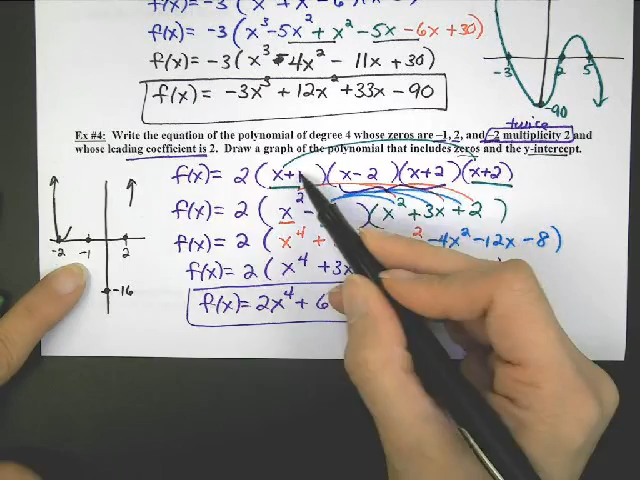 f(x) = -3(x³-5x²+x²-5x-6x+30)
f(x) = -3(x³-4x²-11x+30)
f(x) = -3x³+12x²+33x-90
-3
2
5
-90
twice
Ex #4: Write the equation of the polynomial of degree 4 whose zeros are -1, 2, and -2 multiplicity 2 and
whose leading coefficient is 2. Draw a graph of the polynomial that includes zeros and the y-intercept.
f(x) = 2(x+1)(x-2)(x+2)(x+2)
f(x) = 2(x² - )(x²+3x+2)
f(x) = 2(x⁴+ ² -4x²-12x-8)
f(x) = 2(x⁴+3x )
f(x) = 2x⁴+6
-2
-1
2
-16